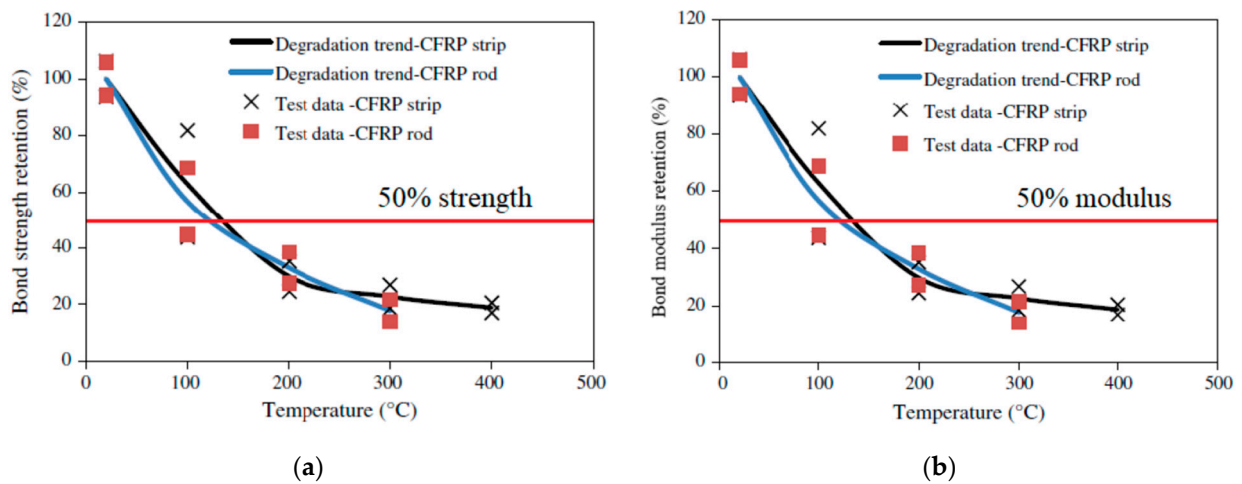 120
100
80
60
40
20
0
Bond strength retention (%)
Degradation trend-CFRP strip
Degradation trend-CFRP rod
Test data -CFRP strip
Test data -CFRP rod
50% strength
0 100 200 300 400 500
Temperature (°C)
(a)
120
100
80
60
40
20
0
Bond modulus retention (%)
Degradation trend-CFRP strip
Degradation trend-CFRP rod
Test data -CFRP strip
Test data -CFRP rod
50% modulus
0 100 200 300 400 500
Temperature (°C)
(b)